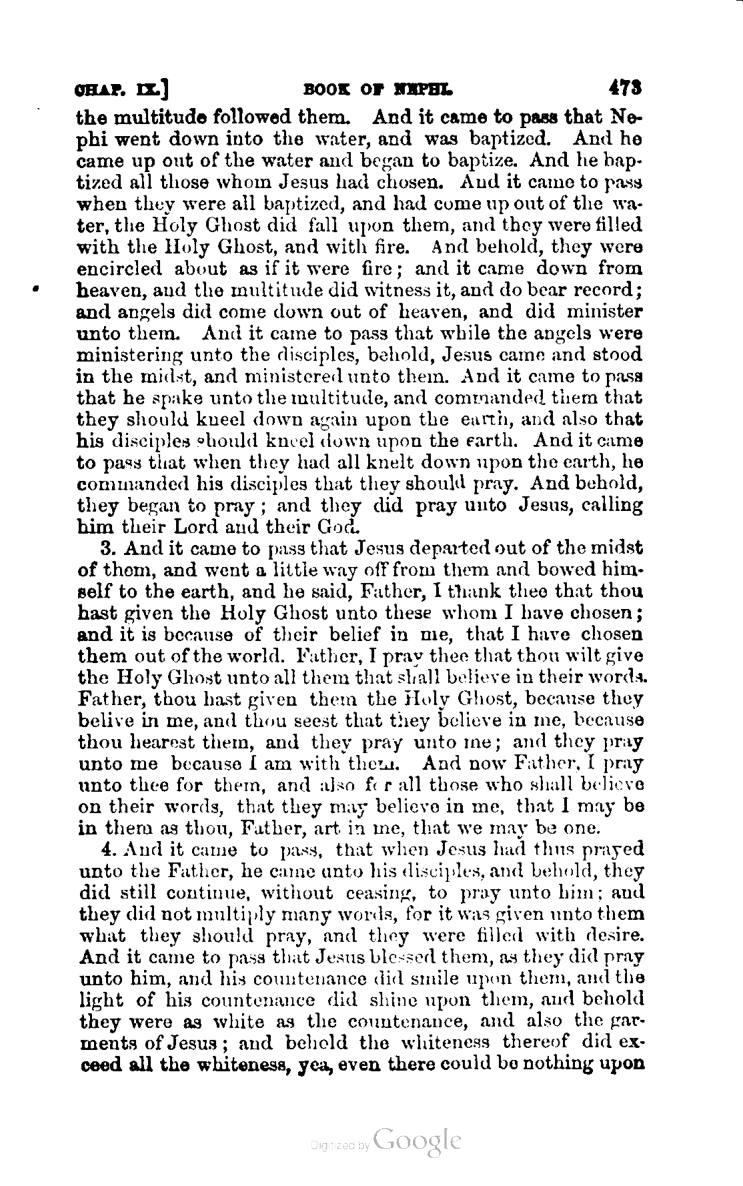 CHAP. IX.] BOOK OF NEPHI. 473
the multitude followed them. And it came to pass that Ne-
phi went down into the water, and was baptized. And he
came up out of the water and began to baptize. And he bap-
tized all those whom Jesus had chosen. And it came to pass
when they were all baptized, and had come up out of the wa-
ter, the Holy Ghost did fall upon them, and they were filled
with the Holy Ghost, and with fire. And behold, they were
encircled about as if it were fire; and it came down from
heaven, and the multitude did witness it, and do bear record;
and angels did come down out of heaven, and did minister
unto them. And it came to pass that while the angels were
ministering unto the disciples, behold, Jesus came and stood
in the midst, and ministered unto them. And it came to pass
that he spake unto the multitude, and commanded them that
they should kneel down again upon the earth, and also that
his disciples should kneel down upon the earth. And it came
to pass that when they had all knelt down upon the earth, he
commanded his disciples that they should pray. And behold,
they began to pray; and they did pray unto Jesus, calling
him their Lord and their God.
3. And it came to pass that Jesus departed out of the midst
of them, and went a little way off from them and bowed him-
self to the earth, and he said, Father, I thank thee that thou
hast given the Holy Ghost unto these whom I have chosen;
and it is because of their belief in me, that I have chosen
them out of the world. Father, I pray thee that thou wilt give
the Holy Ghost unto all them that shall believe in their words.
Father, thou hast given them the Holy Ghost, because they
belive in me, and thou seest that they believe in me, because
thou hearest them, and they pray unto me; and they pray
unto me because I am with them. And now Father, I pray
unto thee for them, and also for all those who shall believe
on their words, that they may believe in me, that I may be
in them as thou, Father, art in me, that we may be one.
4. And it came to pass, that when Jesus had thus prayed
unto the Father, he came unto his disciples, and behold, they
did still continue, without ceasing, to pray unto him; and
they did not multiply many words, for it was given unto them
what they should pray, and they were filled with desire.
And it came to pass that Jesus blessed them, as they did pray
unto him, and his countenance did smile upon them, and the
light of his countenance did shine upon them, and behold
they were as white as the countenance, and also the gar-
ments of Jesus; and behold the whiteness thereof did ex-
ceed all the whiteness, yea, even there could be nothing upon
Digitized by Google